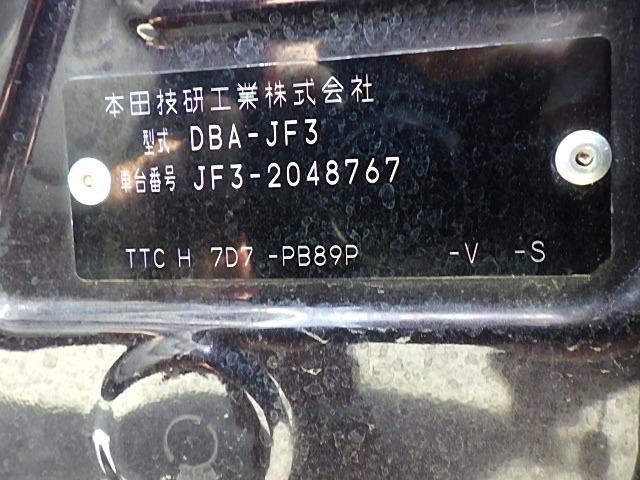 本田技研工業株式会社
型式 DBA-JF3
車台番号 JF3-2048767
TTC H 7D7 -PB89P -V -S